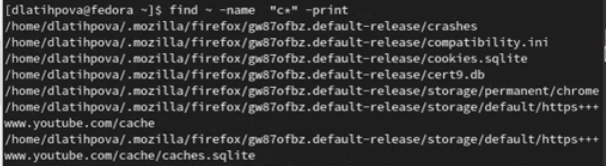 [dlatihpova@fedora ~]$ find ~ -name  "c*" -print
/home/dlatihpova/.mozilla/firefox/gw87ofbz.default-release/crashes
/home/dlatihpova/.mozilla/firefox/gw87ofbz.default-release/compatibility.ini
/home/dlatihpova/.mozilla/firefox/gw87ofbz.default-release/cookies.sqlite
/home/dlatihpova/.mozilla/firefox/gw87ofbz.default-release/cert9.db
/home/dlatihpova/.mozilla/firefox/gw87ofbz.default-release/storage/permanent/chrome
/home/dlatihpova/.mozilla/firefox/gw87ofbz.default-release/storage/default/https+++
www.youtube.com/cache
/home/dlatihpova/.mozilla/firefox/gw87ofbz.default-release/storage/default/https+++
www.youtube.com/cache/caches.sqlite